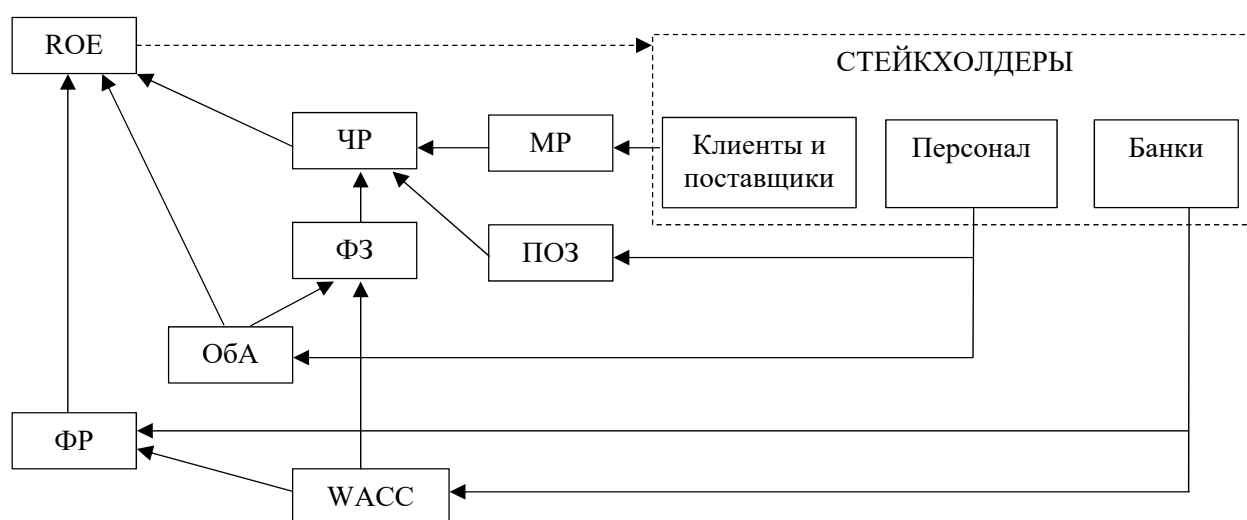 ROE
СТЕЙКХОЛДЕРЫ
ЧР
МР
Клиенты и
поставщики
Персонал
Банки
ФЗ
ПОЗ
ОбА
ФР
WACC